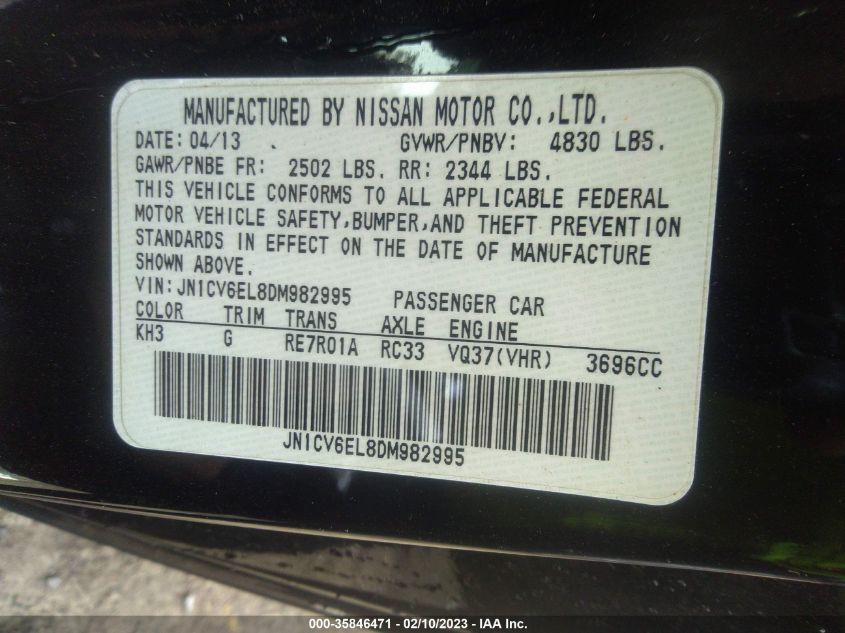 MANUFACTURED BY NISSAN MOTOR CO.,LTD.
DATE: 04/13 GVWR/PNBV: 4830 LBS.
GAWR/PNBE FR: 2502 LBS. RR: 2344 LBS.
THIS VEHICLE CONFORMS TO ALL APPLICABLE FEDERAL
MOTOR VEHICLE SAFETY,BUMPER,AND THEFT PREVENTION
STANDARDS IN EFFECT ON THE DATE OF MANUFACTURE
SHOWN ABOVE.
VIN:JN1CV6EL8DM982995 PASSENGER CAR
COLOR TRIM TRANS AXLE ENGINE
KH3 G RE7R01A RC33 VQ37(VHR) 3696CC
JN1CV6EL8DM982995
000-35846471 - 02/10/2023 - IAA Inc.